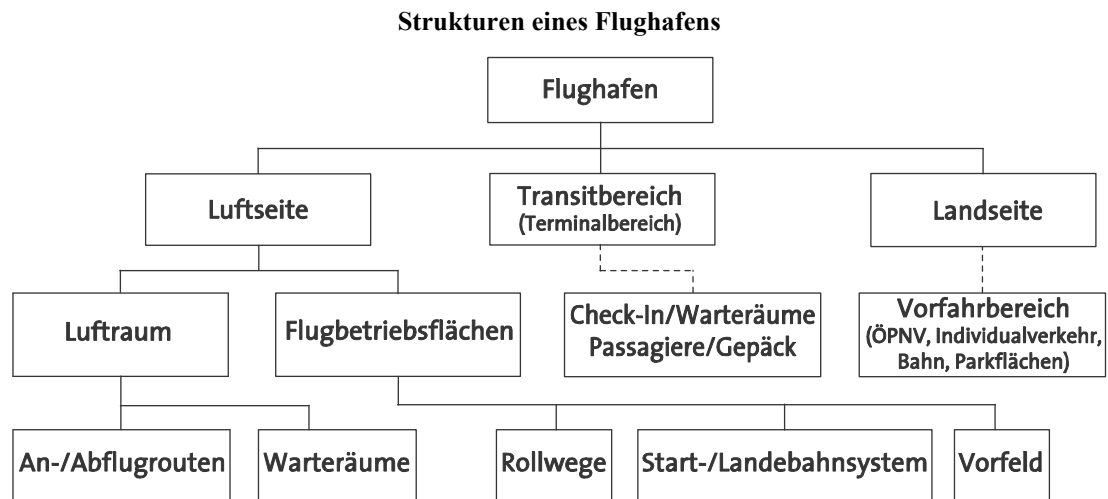 Strukturen eines Flughafens
Flughafen
Luftseite
Transitbereich
(Terminalbereich)
Landseite
Luftraum
Flugbetriebsflächen
Check-In/Warteräume
Passagiere/Gepäck
Vorfahrbereich
(ÖPNV, Individualverkehr,
Bahn, Parkflächen)
An-/Abflugrouten
Warteräume
Rollwege
Start-/Landebahnsystem
Vorfeld